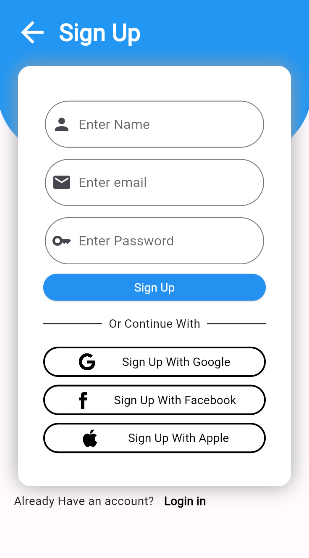 Sign Up
Enter Name
Enter email
Enter Password
Sign Up
Or Continue With
Sign Up With Google
Sign Up With Facebook
Sign Up With Apple
Already Have an account? Login in